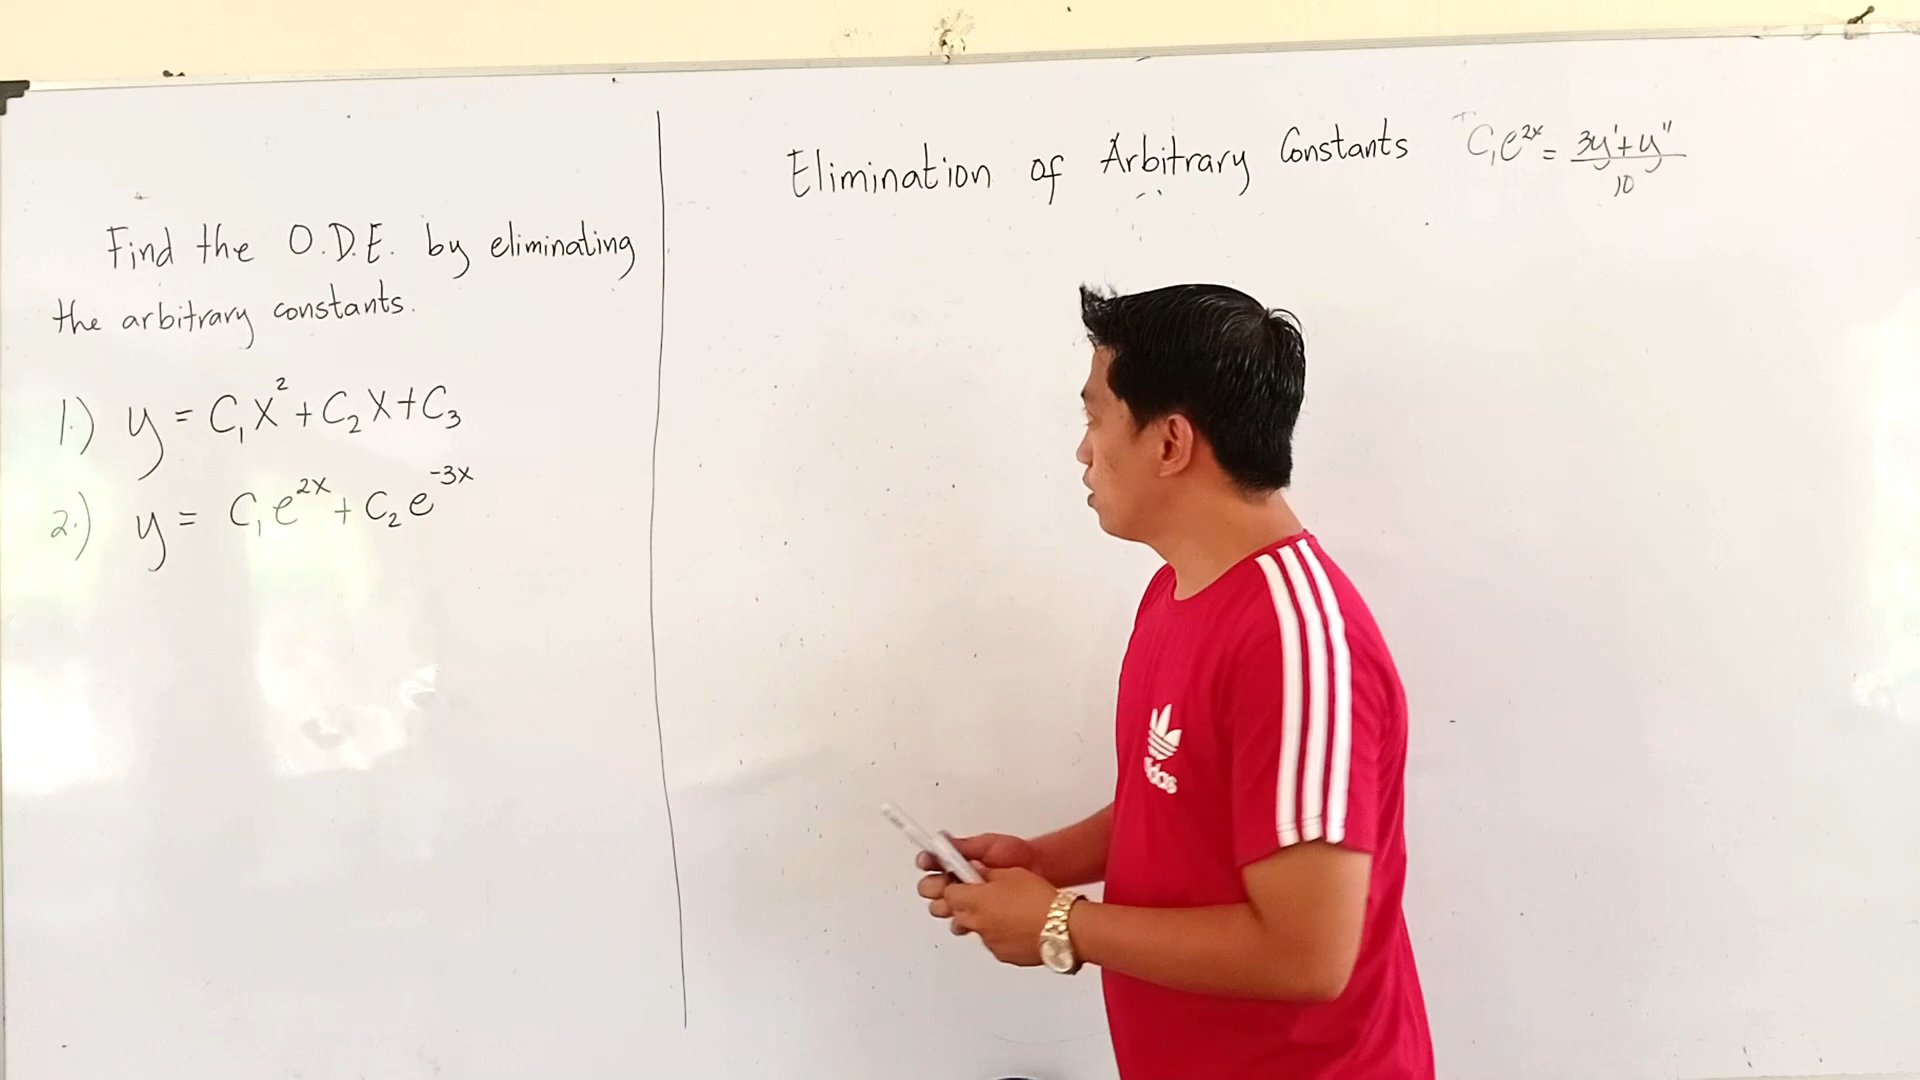 Elimination of Arbitrary Constants C₁e²ˣ = (3y' + y'')/10
Find the O.D.E. by eliminating
the arbitrary constants.
1.) y = C₁x² + C₂x + C₃
2.) y = C₁e²ˣ + C₂e⁻³ˣ
adidas